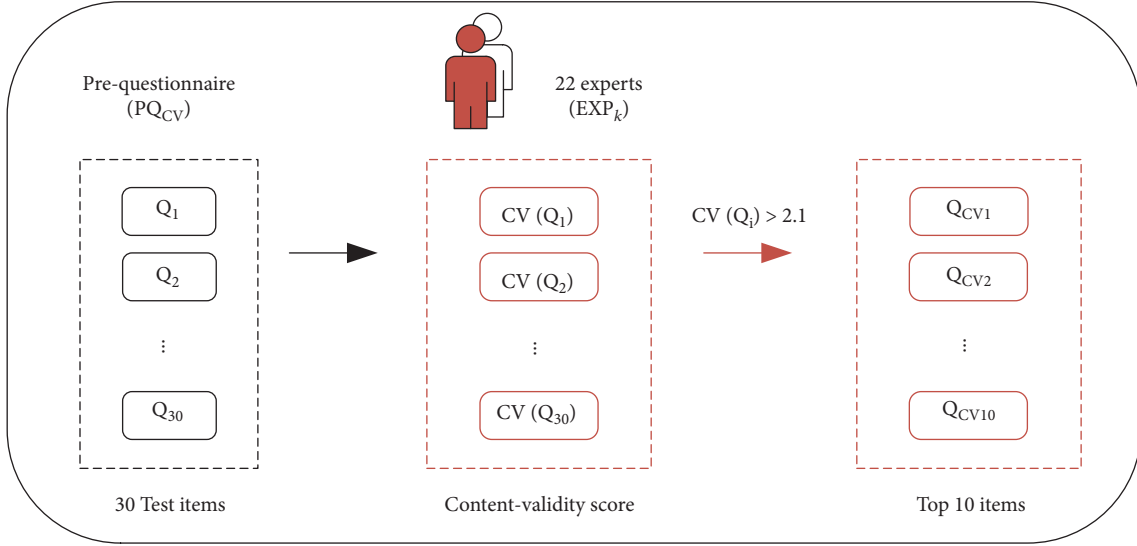 Pre-questionnaire
(PQCV)
22 experts
(EXPk)
Q1
Q2
⋮
Q30
30 Test items
CV (Q1)
CV (Q2)
⋮
CV (Q30)
Content-validity score
CV (Qi) > 2.1
QCV1
QCV2
⋮
QCV10
Top 10 items